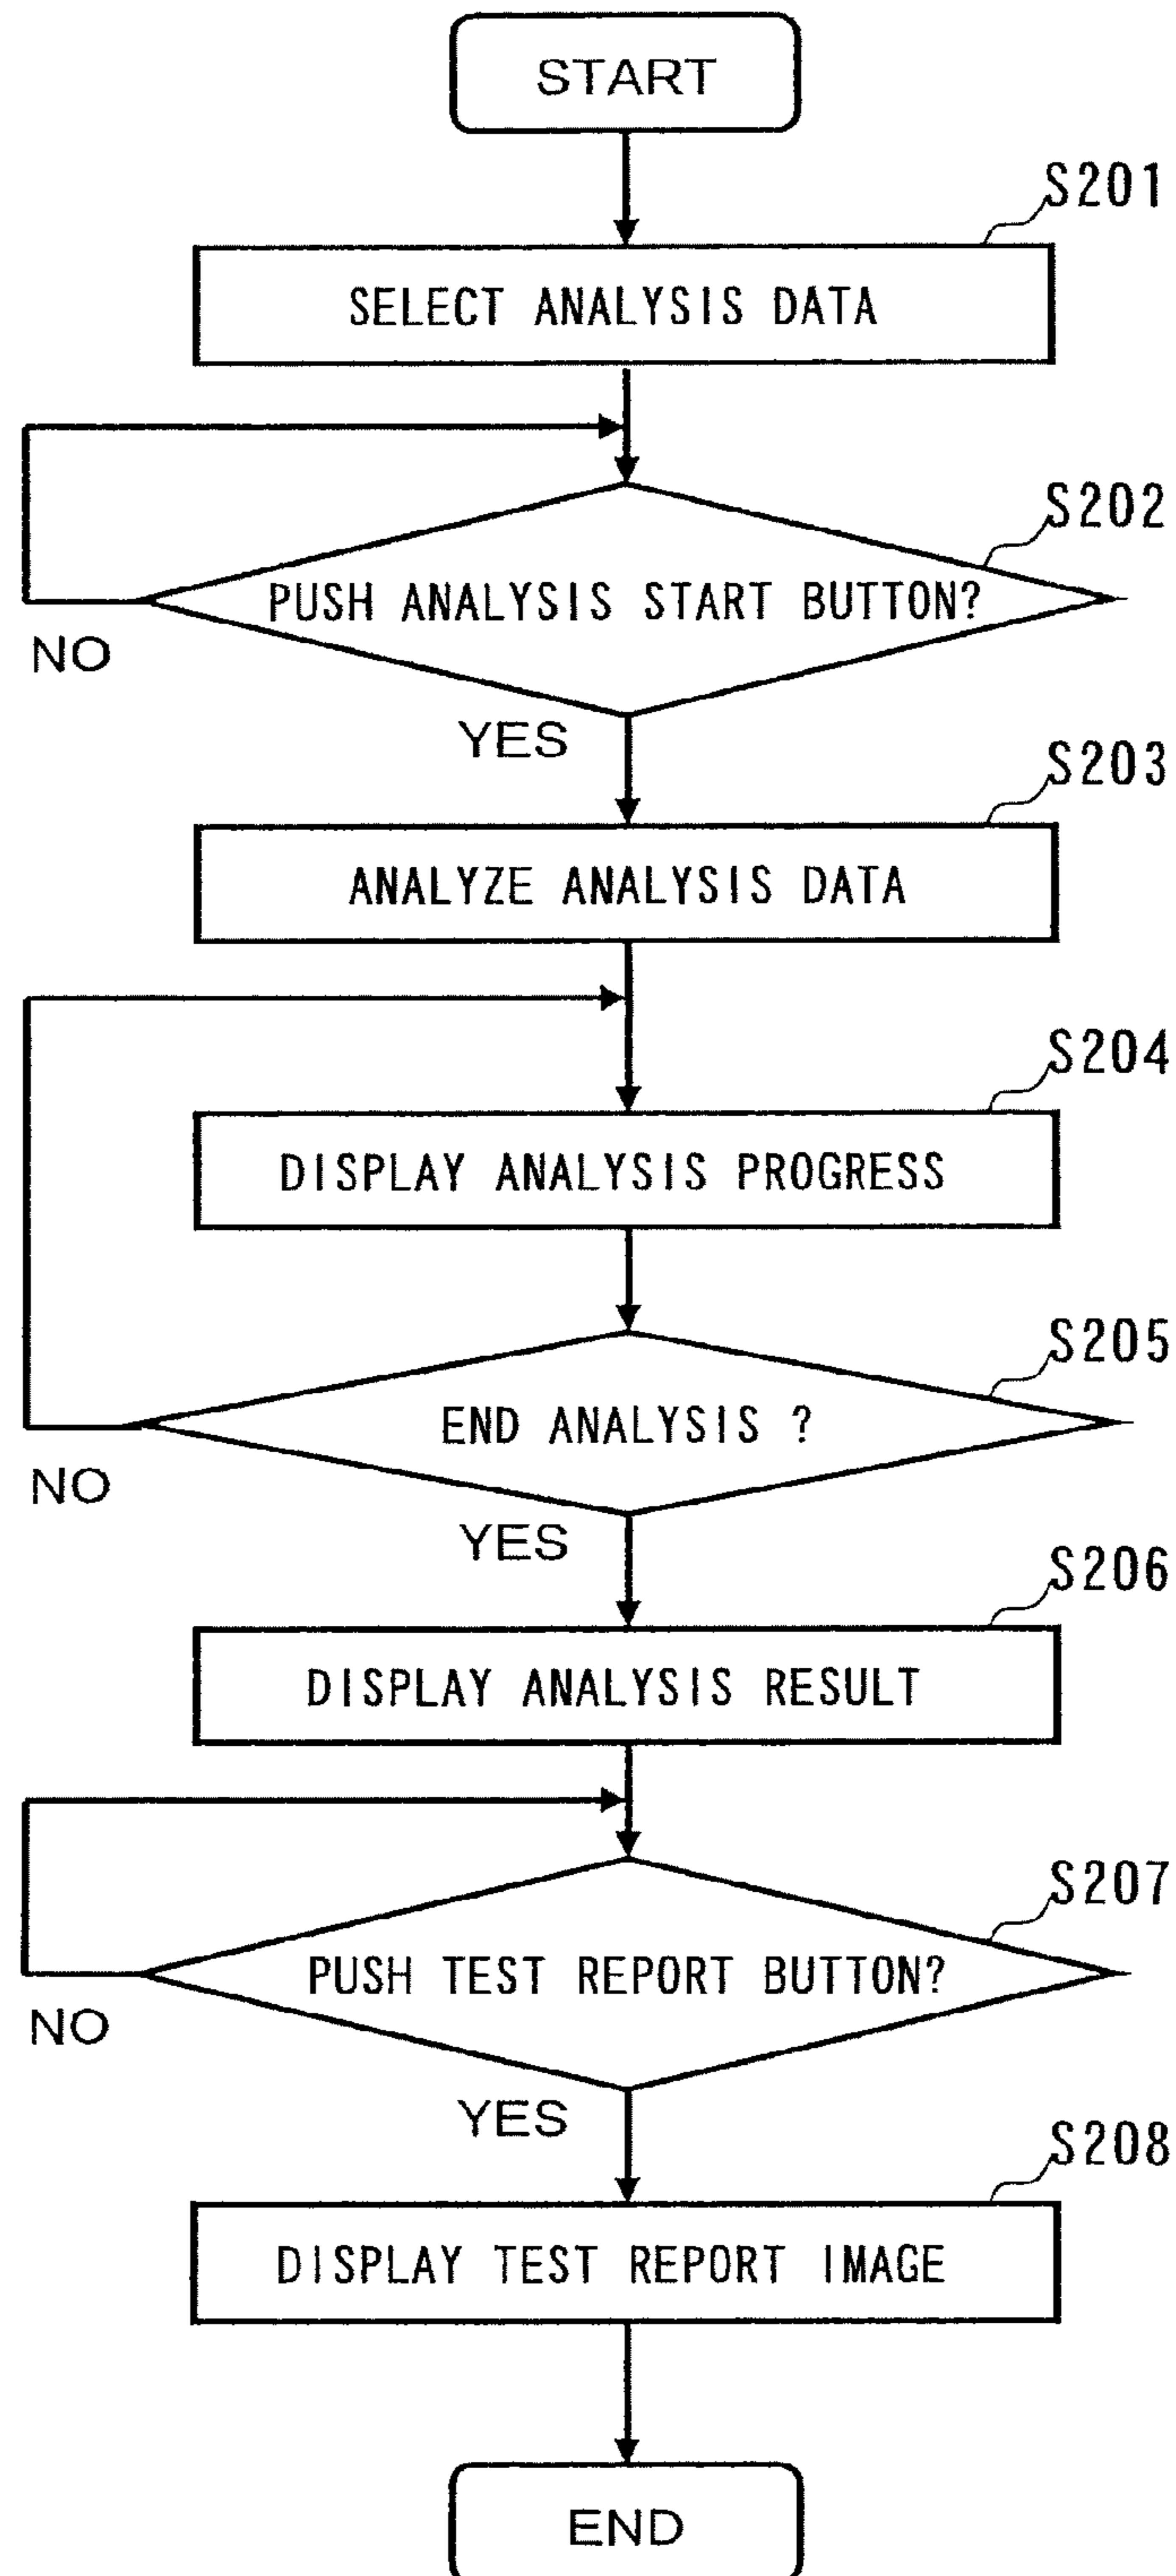 START
S201
SELECT ANALYSIS DATA
S202
PUSH ANALYSIS START BUTTON?
NO
YES
S203
ANALYZE ANALYSIS DATA
S204
DISPLAY ANALYSIS PROGRESS
S205
END ANALYSIS ?
NO
YES
S206
DISPLAY ANALYSIS RESULT
S207
PUSH TEST REPORT BUTTON?
NO
YES
S208
DISPLAY TEST REPORT IMAGE
END